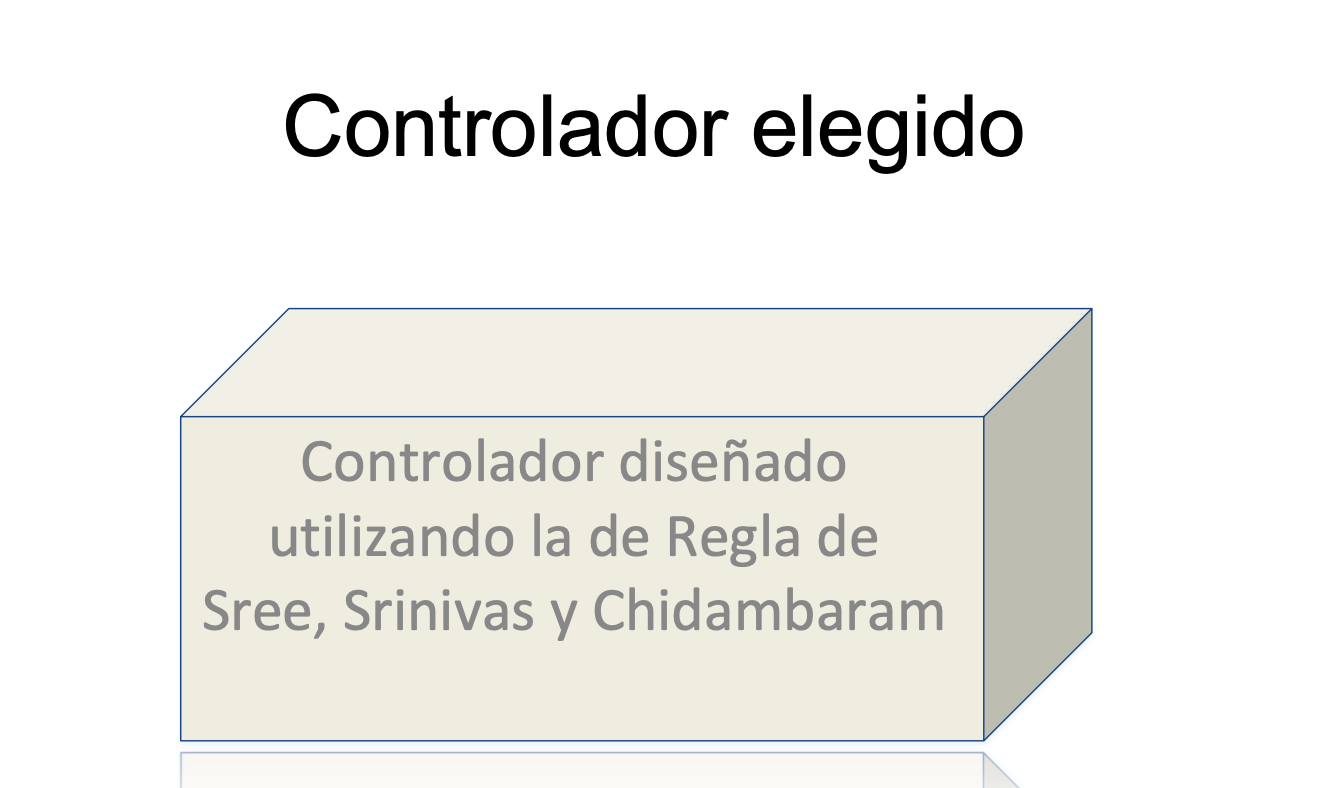 Controlador elegido
Controlador diseñado
utilizando la de Regla de
Sree, Srinivas y Chidambaram